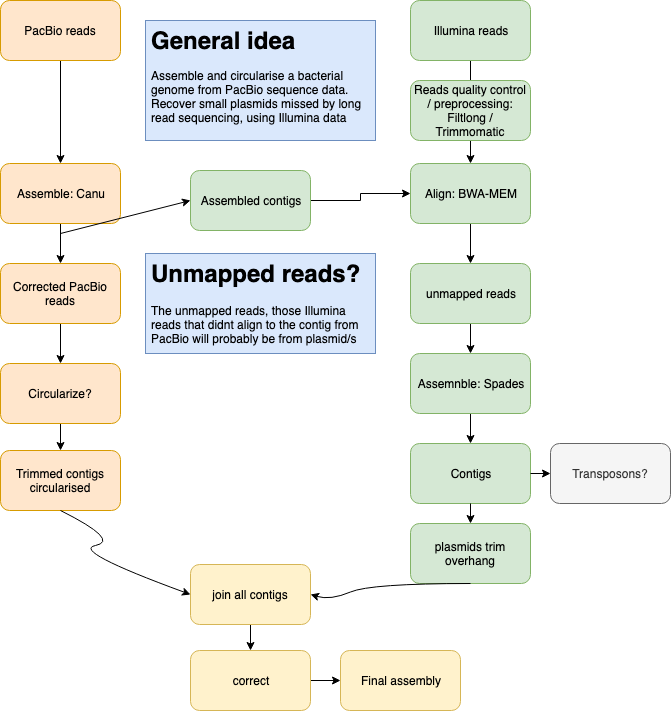 PacBio reads
General idea
Assemble and circularise a bacterial
genome from PacBio sequence data.
Recover small plasmids missed by long
read sequencing, using Illumina data
Illumina reads
Reads quality control
/ preprocessing:
Filtlong /
Trimmomatic
Assemble: Canu
Assembled contigs
Align: BWA-MEM
Corrected PacBio
reads
Unmapped reads?
The unmapped reads, those Illumina
reads that didnt align to the contig from
PacBio will probably be from plasmid/s
unmapped reads
Circularize?
Assemnble: Spades
Trimmed contigs
circularised
Contigs
Transposons?
plasmids trim
overhang
join all contigs
correct
Final assembly